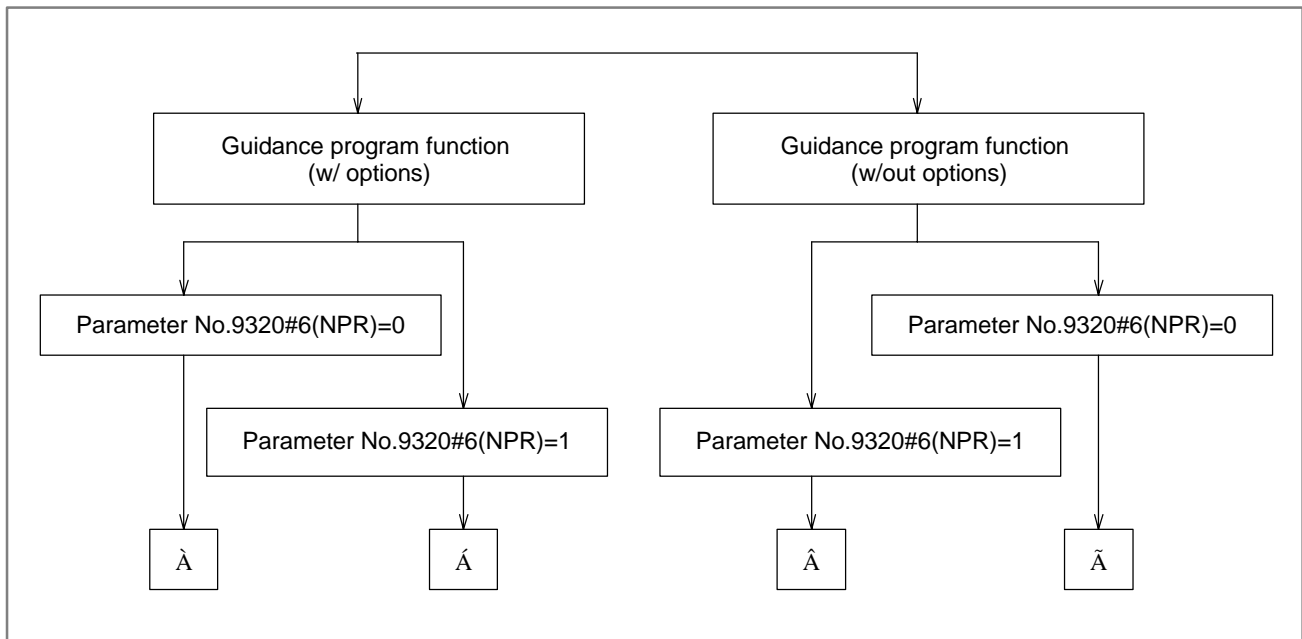 Guidance program function
(w/ options)
Guidance program function
(w/out options)
Parameter No.9320#6(NPR)=0
Parameter No.9320#6(NPR)=0
Parameter No.9320#6(NPR)=1
Parameter No.9320#6(NPR)=1
À
Á
Â
Ã